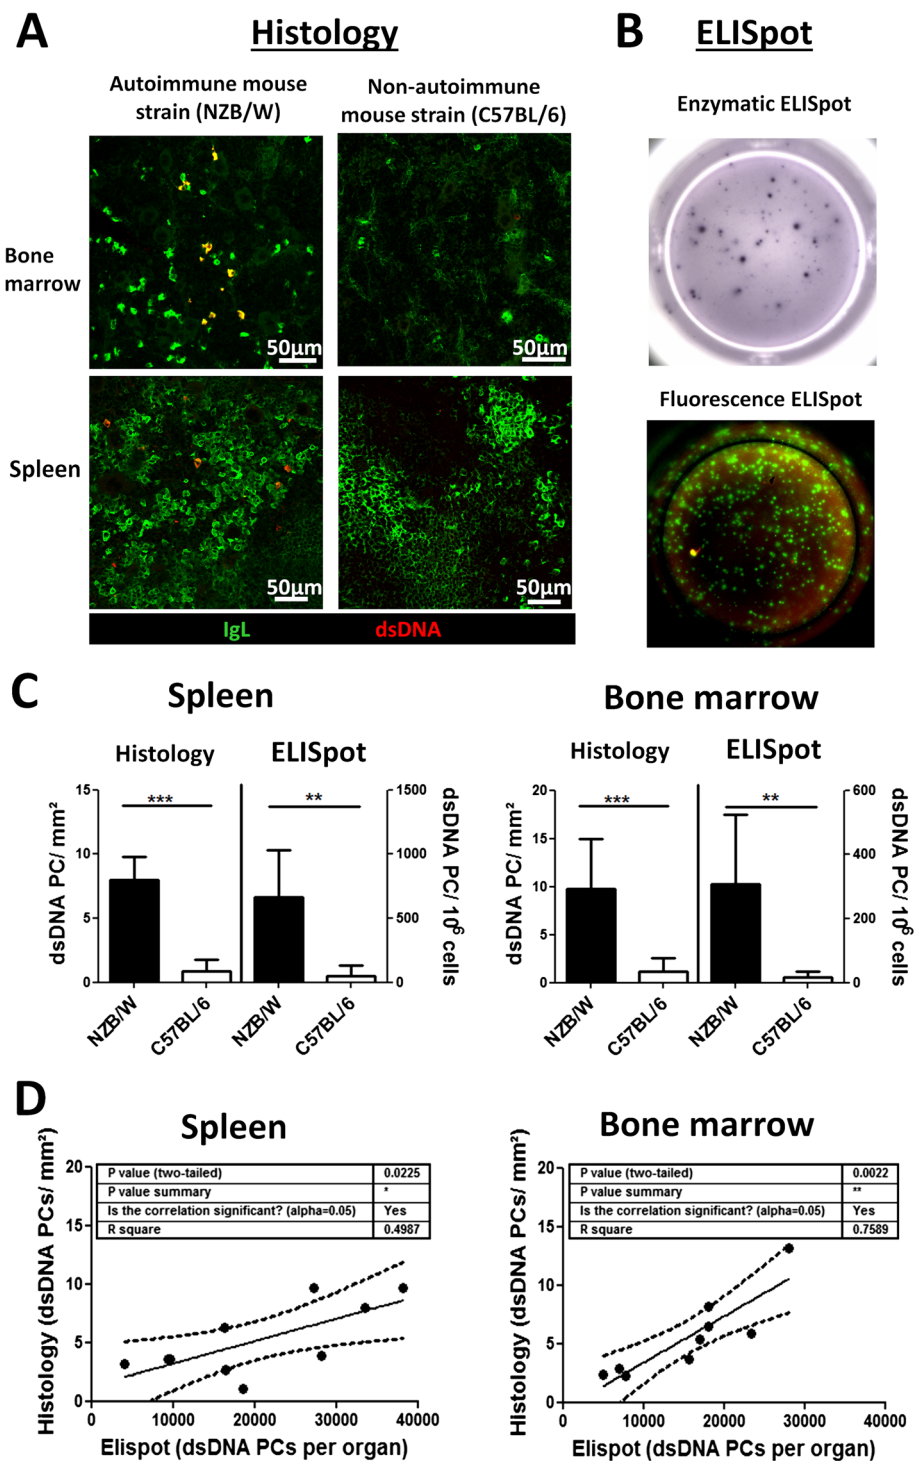 A
Histology
Autoimmune mouse
strain (NZB/W)
Non-autoimmune
mouse strain (C57BL/6)
Bone
marrow
50µm
50µm
Spleen
50µm
50µm
IgL
dsDNA
B
ELISpot
Enzymatic ELISpot
Fluorescence ELISpot
C
Spleen
Histology
ELISpot
dsDNA PC/ mm²
15
10
5
0
***
**
1500
1000
500
0
dsDNA PC/ 10⁶ cells
NZB/W
C57BL/6
NZB/W
C57BL/6
Bone marrow
Histology
ELISpot
dsDNA PC/ mm²
20
15
10
5
0
***
**
600
400
200
0
dsDNA PC/ 10⁶ cells
NZB/W
C57BL/6
NZB/W
C57BL/6
D
Spleen
Histology (dsDNA PCs/ mm²)
20
15
10
5
0
P value (two-tailed) 0.0225
P value summary *
Is the correlation significant? (alpha=0.05) Yes
R square 0.4987
0 10000 20000 30000 40000
Elispot (dsDNA PCs per organ)
Bone marrow
Histology (dsDNA PCs/ mm²)
20
15
10
5
0
P value (two-tailed) 0.0022
P value summary **
Is the correlation significant? (alpha=0.05) Yes
R square 0.7589
0 10000 20000 30000 40000
Elispot (dsDNA PCs per organ)